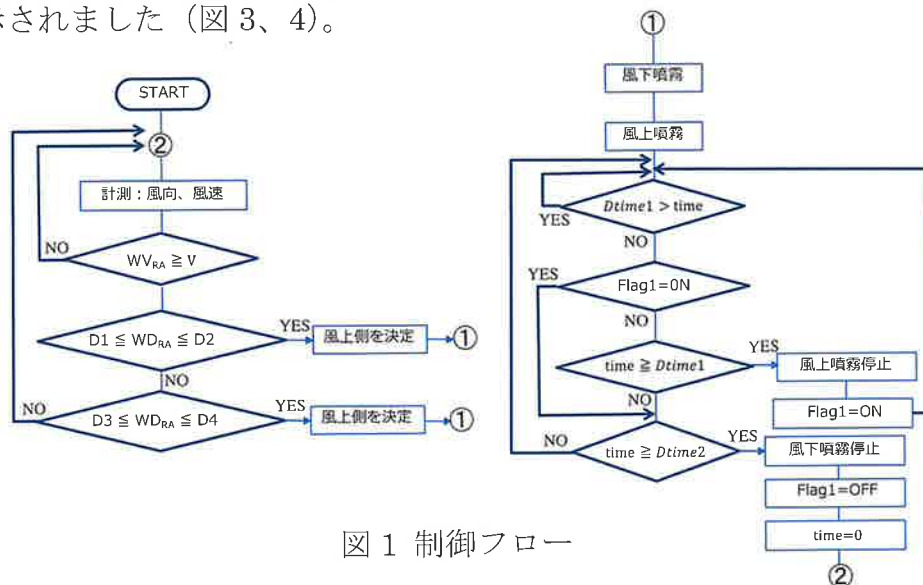 示されました（図 3、4）。
START
②
計測：風向、風速
NO
WV_RA ≧ V
D1 ≦ WD_RA ≦ D2
YES
風上側を決定
①
NO
D3 ≦ WD_RA ≦ D4
NO
YES
風上側を決定
①
①
風下噴霧
風上噴霧
Dtime1 > time
YES
NO
YES
Flag1=ON
NO
time ≧ Dtime1
YES
風上噴霧停止
Flag1=ON
NO
time ≧ Dtime2
NO
YES
風下噴霧停止
Flag1=OFF
time=0
②
図 1 制御フロー